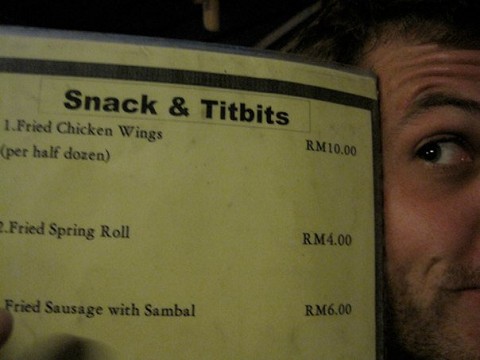 Snack & Titbits
1.Fried Chicken Wings
(per half dozen) RM10.00
2.Fried Spring Roll RM4.00
Fried Sausage with Sambal RM6.00